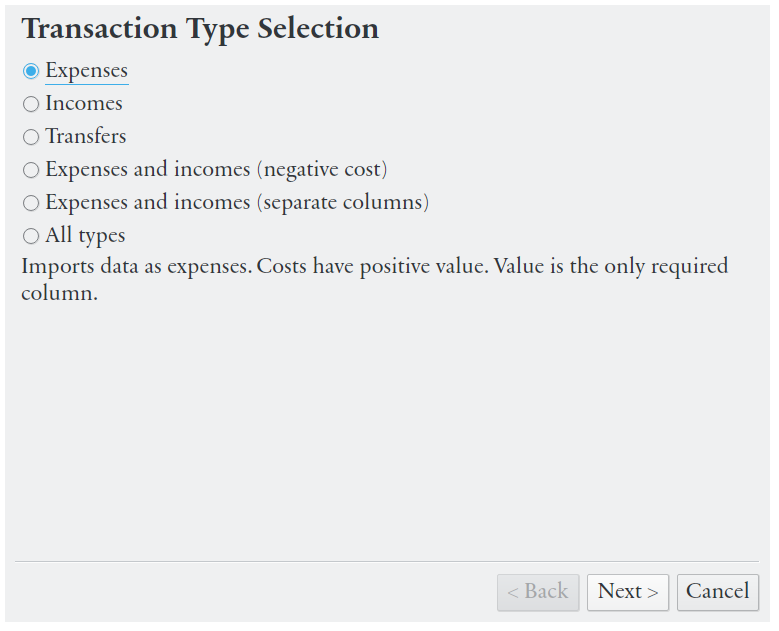 Transaction Type Selection
Expenses
Incomes
Transfers
Expenses and incomes (negative cost)
Expenses and incomes (separate columns)
All types
Imports data as expenses. Costs have positive value. Value is the only required
column.
< Back Next > Cancel